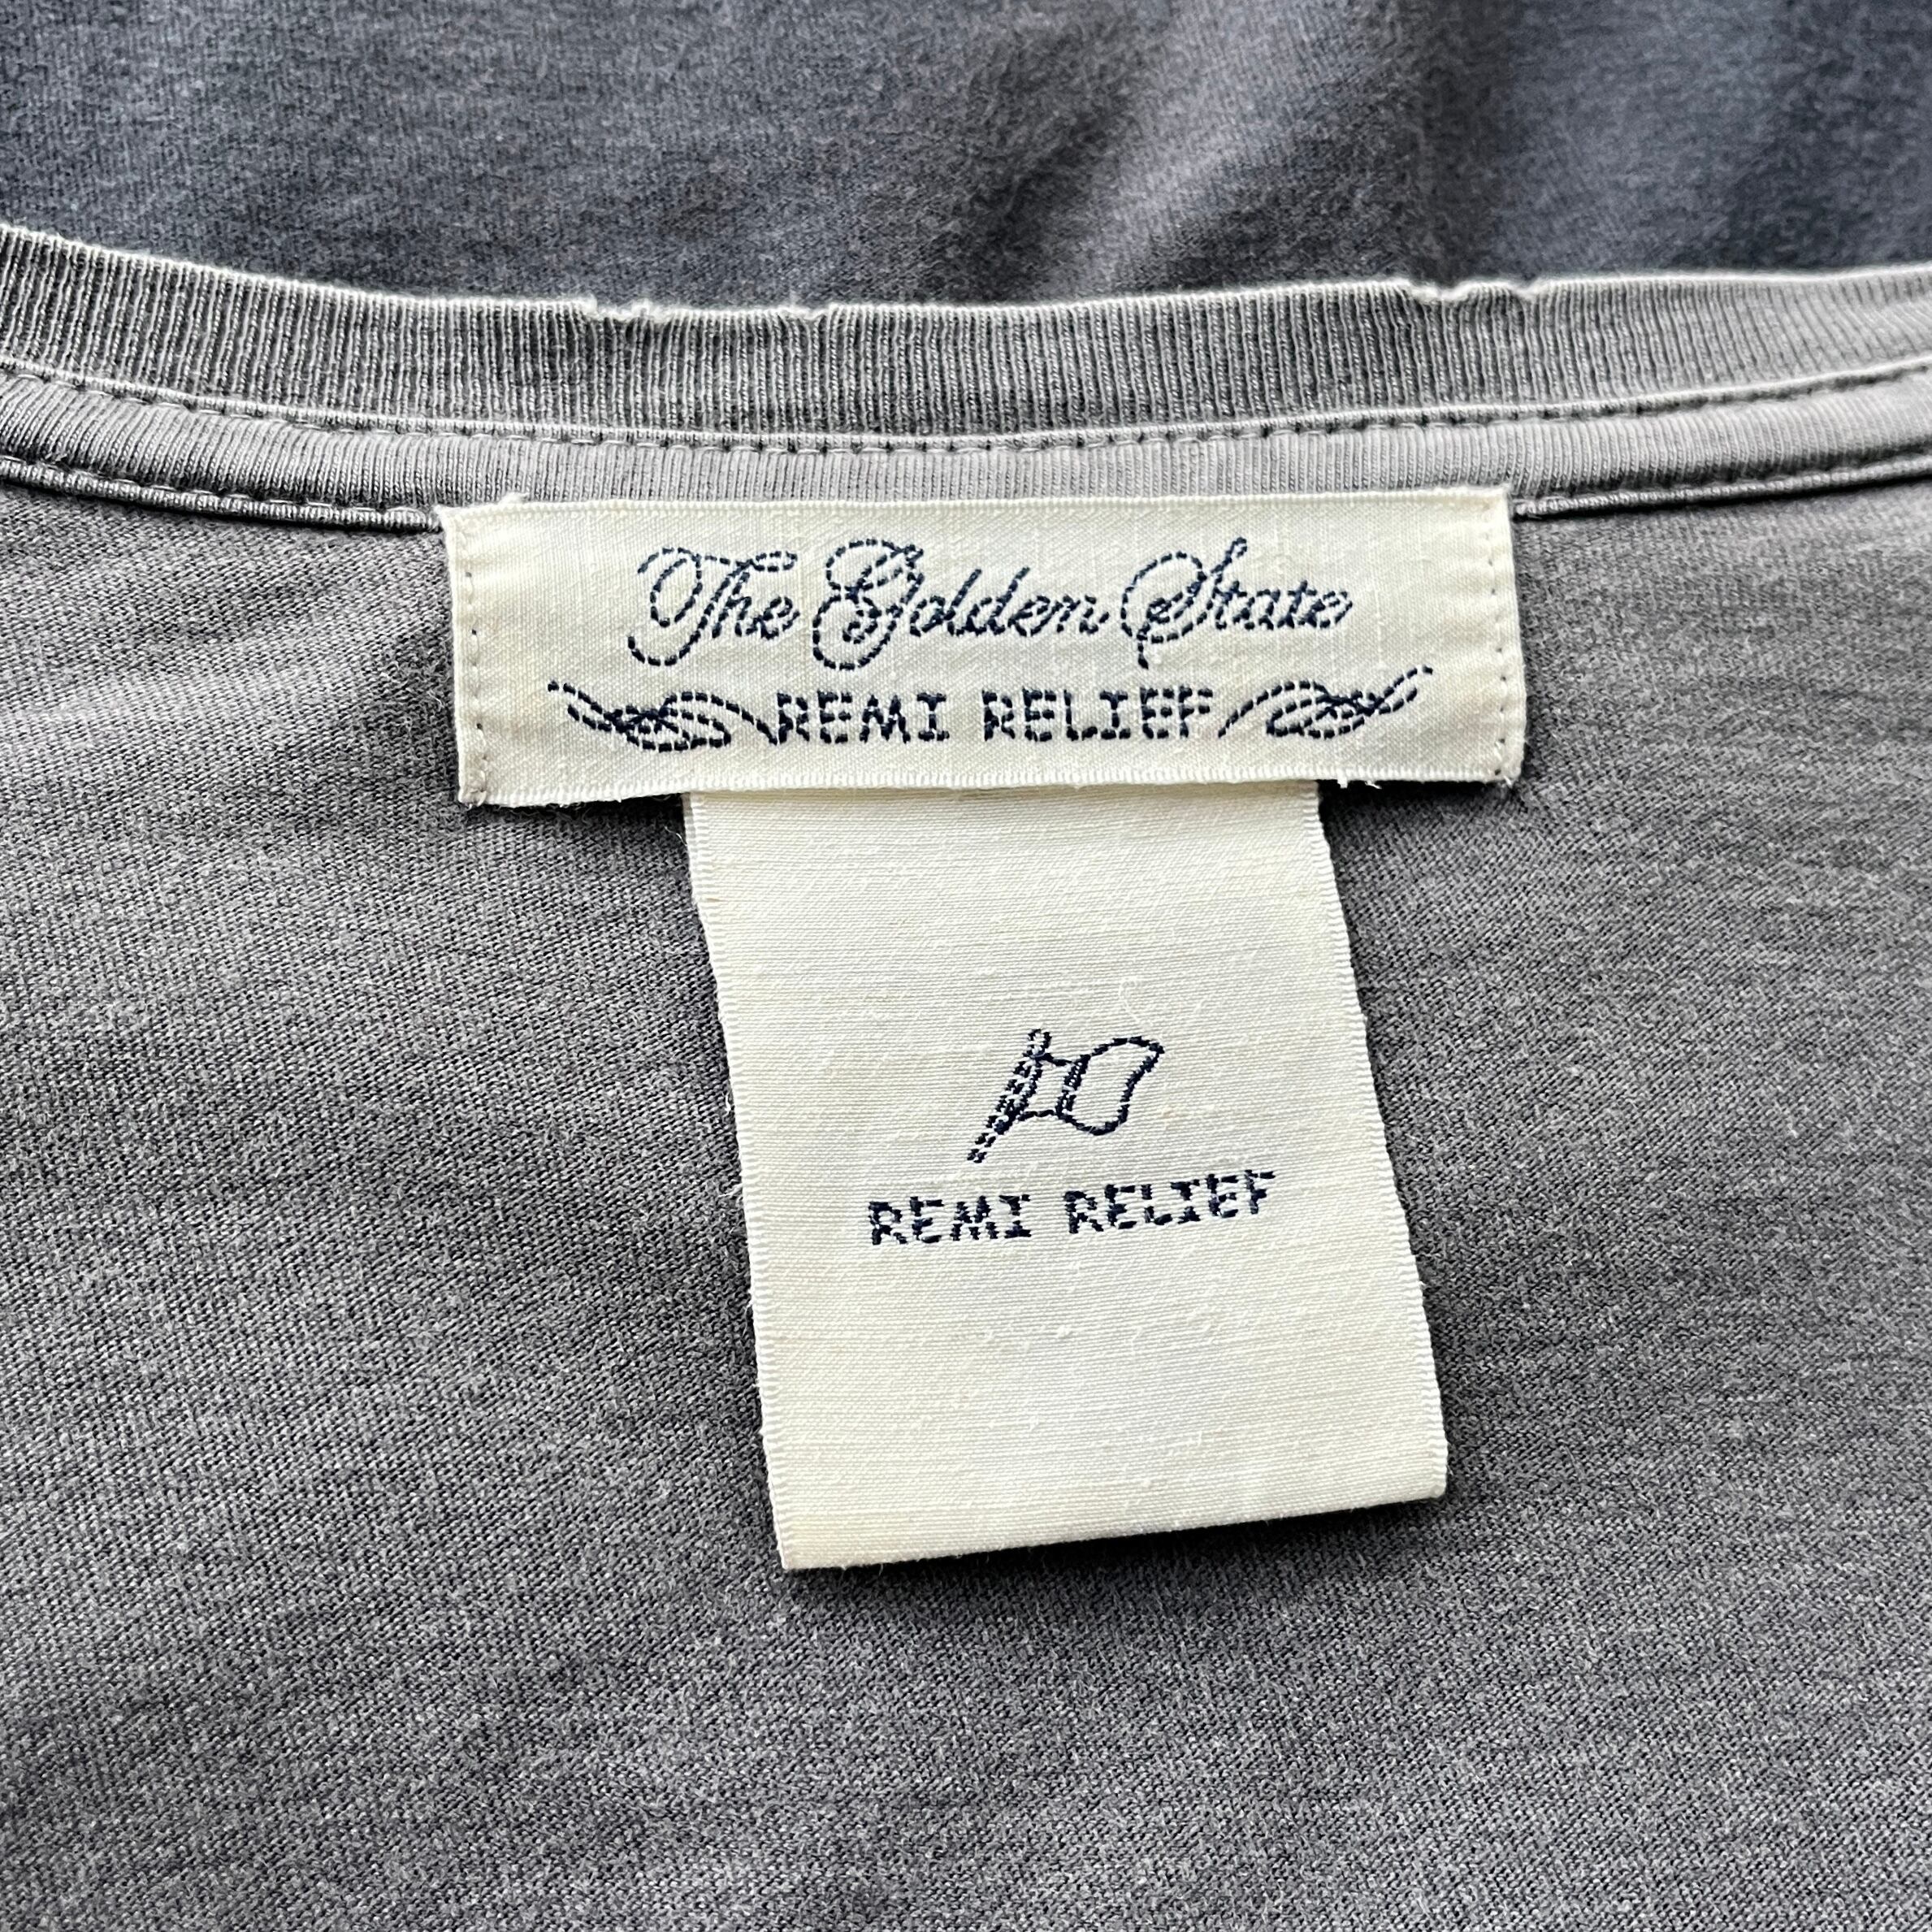 The Golden State
REMI RELIEF
REMI RELIEF